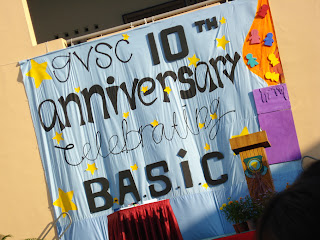 GVSC 10TH
anniversary
celebrating
B.A.S.i.C